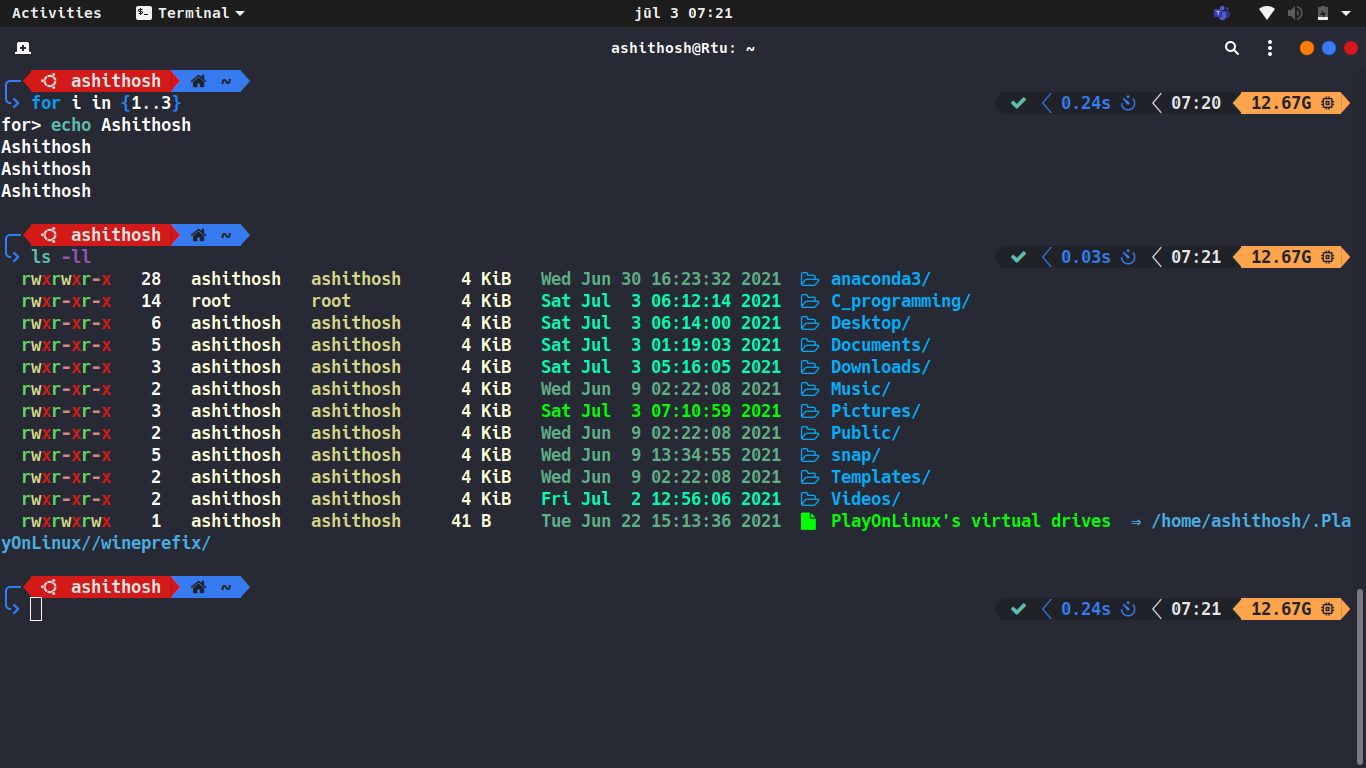 Activities Terminal jūl 3 07:21
ashithosh@Rtu: ~
ashithosh ~
for i in {1..3} 0.24s 07:20 12.67G
for> echo Ashithosh
Ashithosh
Ashithosh
Ashithosh
ashithosh ~
ls -ll 0.03s 07:21 12.67G
rwxrwxr-x 28 ashithosh ashithosh 4 KiB Wed Jun 30 16:23:32 2021 anaconda3/
rwxr-xr-x 14 root root 4 KiB Sat Jul 3 06:12:14 2021 C_programming/
rwxr-xr-x 6 ashithosh ashithosh 4 KiB Sat Jul 3 06:14:00 2021 Desktop/
rwxr-xr-x 5 ashithosh ashithosh 4 KiB Sat Jul 3 01:19:03 2021 Documents/
rwxr-xr-x 3 ashithosh ashithosh 4 KiB Sat Jul 3 05:16:05 2021 Downloads/
rwxr-xr-x 2 ashithosh ashithosh 4 KiB Wed Jun 9 02:22:08 2021 Music/
rwxr-xr-x 3 ashithosh ashithosh 4 KiB Sat Jul 3 07:10:59 2021 Pictures/
rwxr-xr-x 2 ashithosh ashithosh 4 KiB Wed Jun 9 02:22:08 2021 Public/
rwxr-xr-x 5 ashithosh ashithosh 4 KiB Wed Jun 9 13:34:55 2021 snap/
rwxr-xr-x 2 ashithosh ashithosh 4 KiB Wed Jun 9 02:22:08 2021 Templates/
rwxr-xr-x 2 ashithosh ashithosh 4 KiB Fri Jul 2 12:56:06 2021 Videos/
rwxrwxrwx 1 ashithosh ashithosh 41 B Tue Jun 22 15:13:36 2021 PlayOnLinux's virtual drives ⇒ /home/ashithosh/.Pla
yOnLinux//wineprefix/
ashithosh ~
0.24s 07:21 12.67G